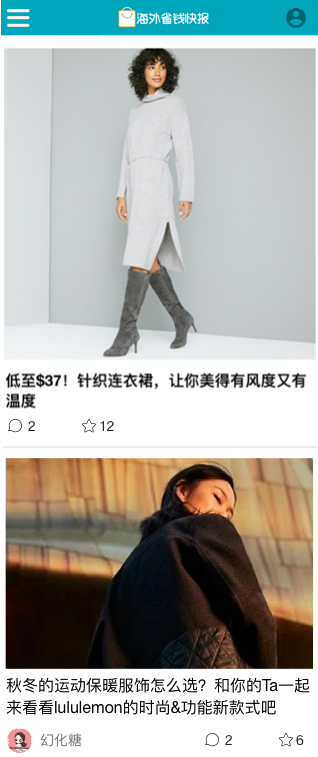 海外省钱快报
低至$37！针织连衣裙，让你美得有风度又有
温度
2 12
秋冬的运动保暖服饰怎么选？和你的Ta一起
来看看lululemon的时尚&功能新款式吧
幻化糖 2 6